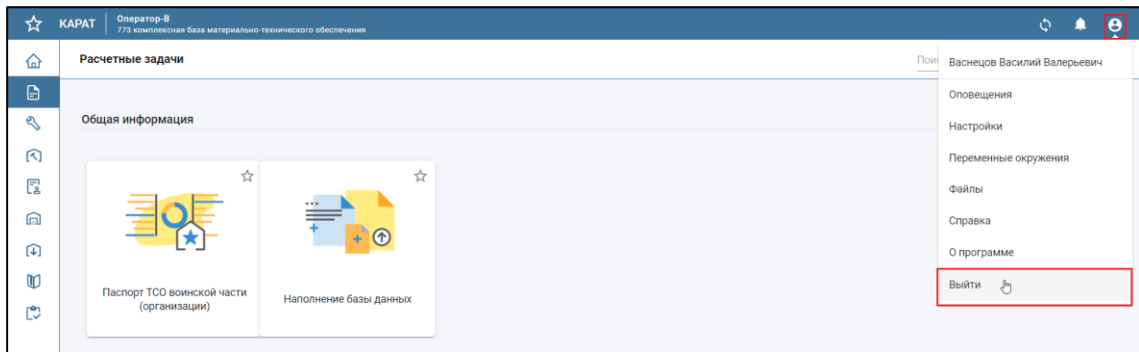 КАРАТ
Оператор-В
773 комплексная база материально-технического обеспечения
Расчетные задачи
Васнецов Василий Валерьевич
Оповещения
Настройки
Переменные окружения
Файлы
Справка
О программе
Выйти
Общая информация
Паспорт ТСО воинской части
(организации)
Наполнение базы данных